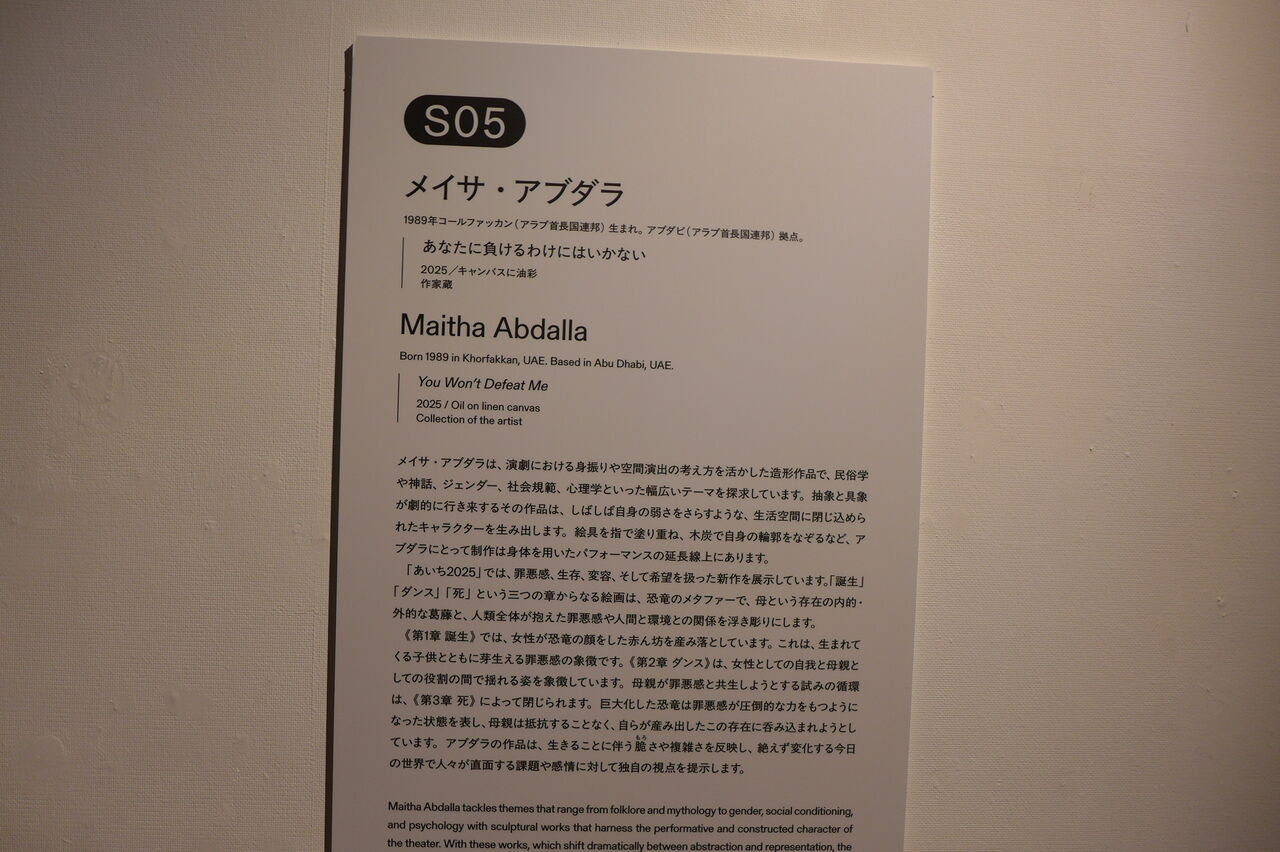 S05
メイサ・アブダラ
1989年コールファッカン（アラブ首長国連邦）生まれ。アブダビ（アラブ首長国連邦）拠点。
あなたに負けるわけにはいかない
2025／キャンバスに油彩
作家蔵
Maitha Abdalla
Born 1989 in Khorfakkan, UAE. Based in Abu Dhabi, UAE.
You Won't Defeat Me
2025 / Oil on linen canvas
Collection of the artist
メイサ・アブダラは、演劇における身振りや空間演出の考え方を活かした造形作品で、民俗学
や神話、ジェンダー、社会規範、心理学といった幅広いテーマを探求しています。抽象と具象
が劇的に行き来するその作品は、しばしば自身の弱さをさらすような、生活空間に閉じ込めら
れたキャラクターを生み出します。絵具を指で塗り重ね、木炭で自身の輪郭をなぞるなど、ア
ブダラにとって制作は身体を用いたパフォーマンスの延長線上にあります。
「あいち2025」では、罪悪感、生存、変容、そして希望を扱った新作を展示しています。「誕生」
「ダンス」「死」という三つの章からなる絵画は、恐竜のメタファーで、母という存在の内的・
外的な葛藤と、人類全体が抱えた罪悪感や人間と環境との関係を浮き彫りにします。
《第1章 誕生》では、女性が恐竜の顔をした赤ん坊を産み落としています。これは、生まれて
くる子供とともに芽生える罪悪感の象徴です。《第2章 ダンス》は、女性としての自我と母親と
しての役割の間で揺れる姿を象徴しています。母親が罪悪感と共生しようとする試みの循環
は、《第3章 死》によって閉じられます。巨大化した恐竜は罪悪感が圧倒的な力をもつように
なった状態を表し、母親は抵抗することなく、自らが産み出したこの存在に呑み込まれようとし
ています。アブダラの作品は、生きることに伴う脆さや複雑さを反映し、絶えず変化する今日
の世界で人々が直面する課題や感情に対して独自の視点を提示します。
Maitha Abdalla tackles themes that range from folklore and mythology to gender, social conditioning,
and psychology with sculptural works that harness the performative and constructed character of
the theater. With these works, which shift dramatically between abstraction and representation, the